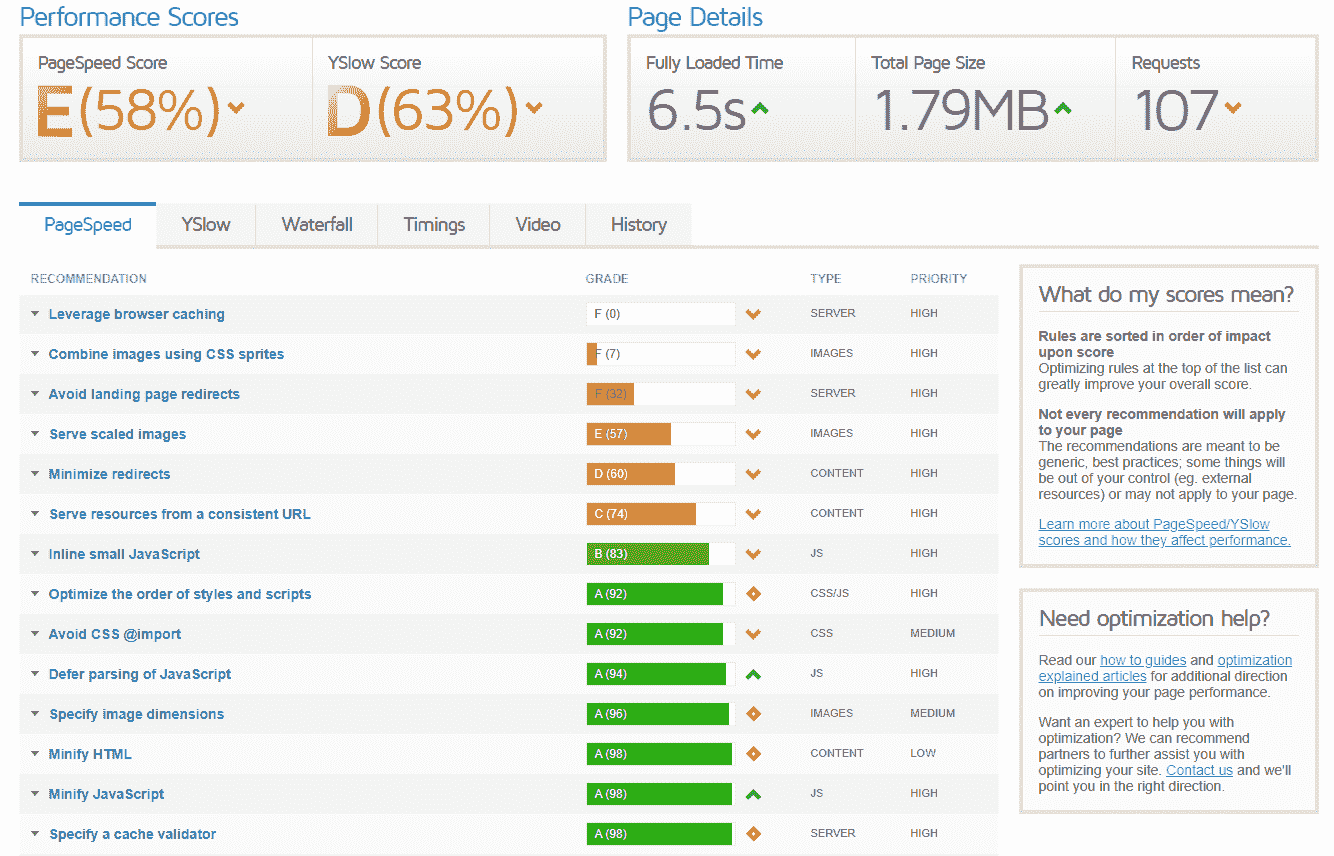 Performance Scores
Page Details
PageSpeed Score
YSlow Score
Fully Loaded Time
Total Page Size
Requests
E(58%)
D(63%)
6.5s
1.79MB
107
PageSpeed
YSlow
Waterfall
Timings
Video
History
RECOMMENDATION GRADE TYPE PRIORITY
Leverage browser caching F (0) SERVER HIGH
Combine images using CSS sprites F (7) IMAGES HIGH
Avoid landing page redirects F (32) SERVER HIGH
Serve scaled images E (57) IMAGES HIGH
Minimize redirects D (60) CONTENT HIGH
Serve resources from a consistent URL C (74) CONTENT HIGH
Inline small JavaScript B (83) JS HIGH
Optimize the order of styles and scripts A (92) CSS/JS HIGH
Avoid CSS @import A (92) CSS MEDIUM
Defer parsing of JavaScript A (94) JS HIGH
Specify image dimensions A (96) IMAGES MEDIUM
Minify HTML A (98) CONTENT LOW
Minify JavaScript A (98) JS HIGH
Specify a cache validator A (98) SERVER HIGH
What do my scores mean?
Rules are sorted in order of impact
upon score
Optimizing rules at the top of the list can
greatly improve your overall score.
Not every recommendation will apply
to your page
The recommendations are meant to be
generic, best practices; some things will
be out of your control (eg. external
resources) or may not apply to your page.
Learn more about PageSpeed/YSlow
scores and how they affect performance.
Need optimization help?
Read our how to guides and optimization
explained articles for additional direction
on improving your page performance.
Want an expert to help you with
optimization? We can recommend
partners to further assist you with
optimizing your site. Contact us and we'll
point you in the right direction.